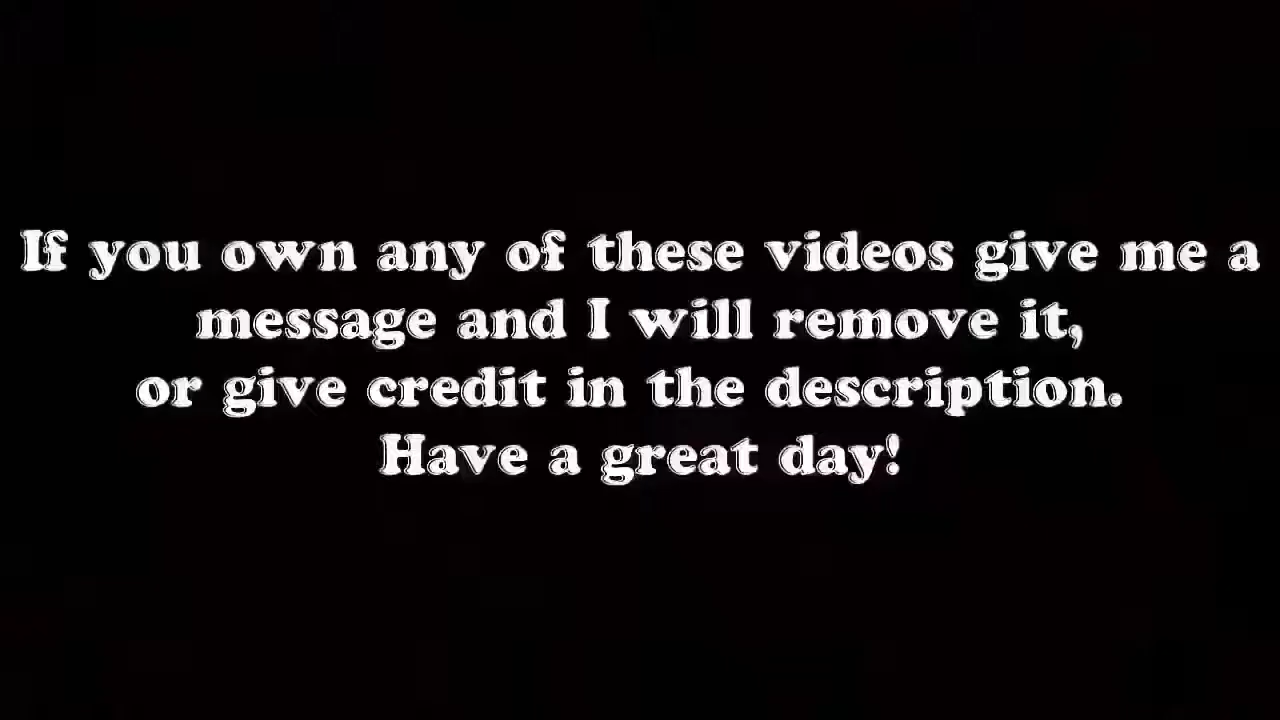 If you own any of these videos give me a
message and I will remove it,
or give credit in the description.
Have a great day!